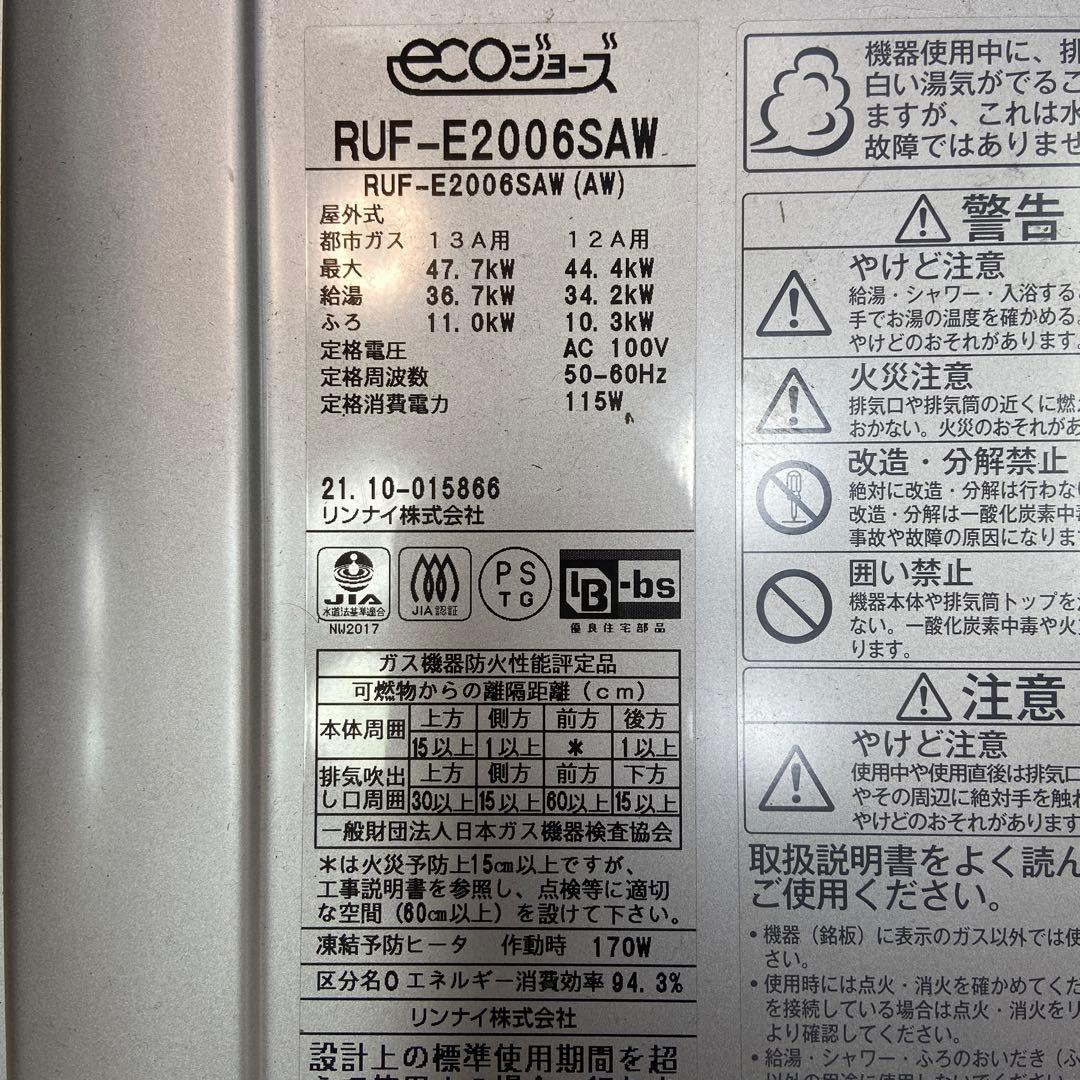 ecoジョーズ
RUF-E2006SAW
RUF-E2006SAW(AW)
屋外式
都市ガス 13A用 12A用
最大 47.7kW 44.4kW
給湯 36.7kW 34.2kW
ふろ 11.0kW 10.3kW
定格電圧 AC 100V
定格周波数 50-60Hz
定格消費電力 115W
21.10-015866
リンナイ株式会社
JIA
水道法基準適合
NW2017
JIA認証
PS
TG
BL-bs
優良住宅部品
ガス機器防火性能評定品
可燃物からの離隔距離(cm)
本体周囲 上方 側方 前方 後方
15以上 1以上 * 1以上
排気吹出し口周囲 上方 側方 前方 下方
30以上 15以上 60以上 15以上
一般財団法人日本ガス機器検査協会
*は火災予防上15cm以上ですが、
工事説明書を参照し、点検等に適切
な空間(60cm以上)を設けて下さい。
凍結予防ヒータ 作動時 170W
区分名O エネルギー消費効率 94.3%
リンナイ株式会社
設計上の標準使用期間を超
機器使用中に、排
白い湯気がでるこ
ますが、これは水
故障ではありませ
警告
やけど注意
給湯・シャワー・入浴する
手でお湯の温度を確かめる
やけどのおそれがあります。
火災注意
排気口や排気筒の近くに燃
おかない。火災のおそれがあ
改造・分解禁止
絶対に改造・分解は行わな
改造・分解は一酸化炭素中毒
事故や故障の原因になりま
囲い禁止
機器本体や排気筒トップを
ない。一酸化炭素中毒や火
ります。
注意
やけど注意
使用中や使用直後は排気口
やその周辺に絶対手を触れ
やけどのおそれがあります
取扱説明書をよく読ん
ご使用ください。
・機器(銘板)に表示のガス以外では使
さい。
・使用時には点火・消火を確かめてくだ
を接続している場合は点火・消火をリ
より確認してください。
・給湯・シャワー・ふろのおいだき(ふ